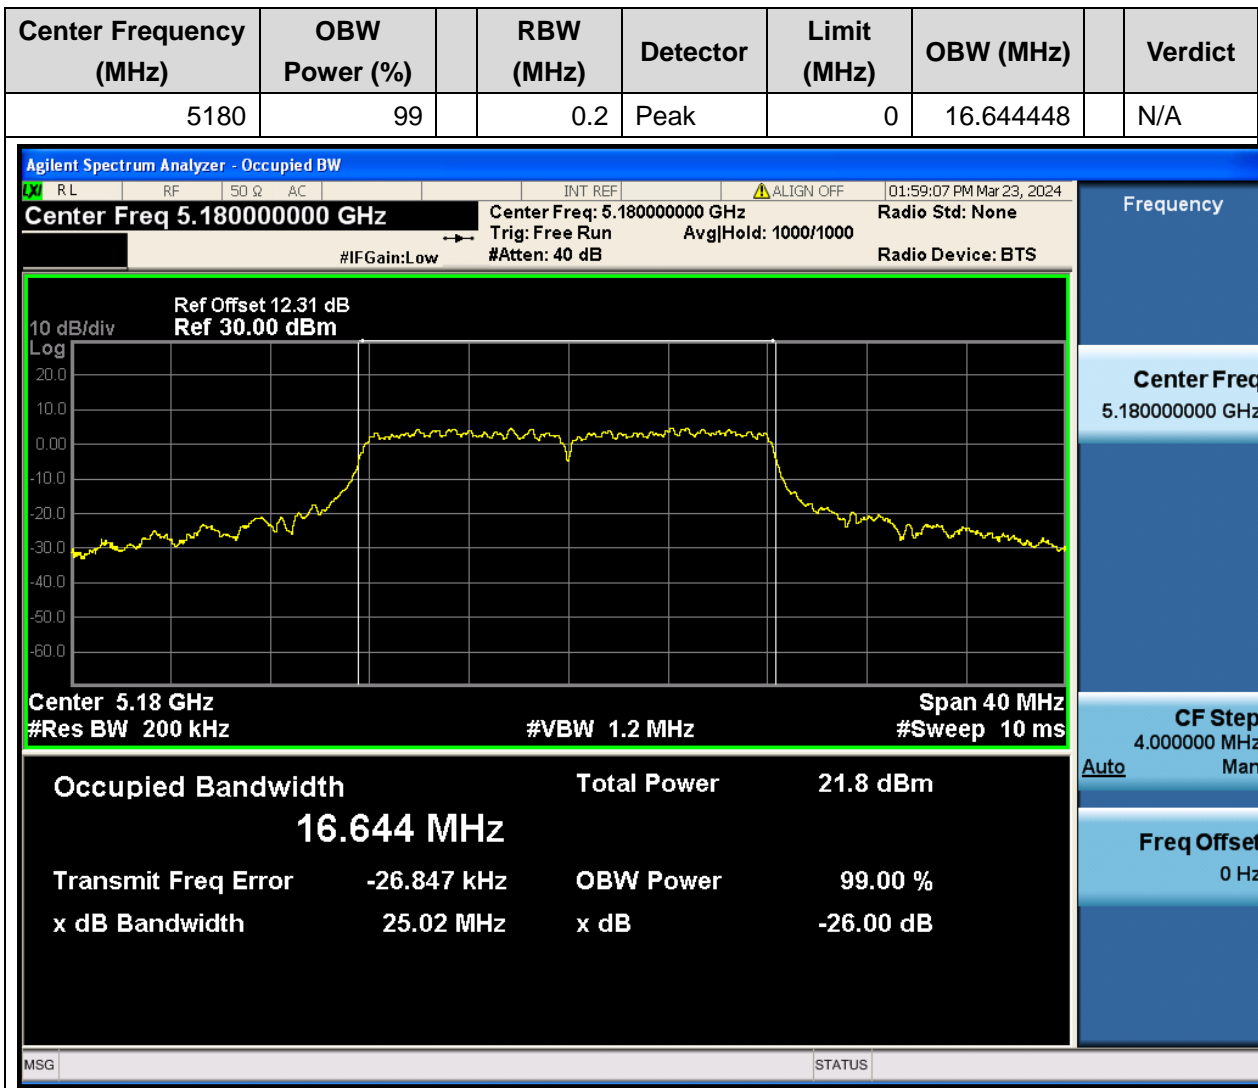 Center Frequency (MHz) OBW Power (%) RBW (MHz) Detector Limit (MHz) OBW (MHz) Verdict
5180 99 0.2 Peak 0 16.644448 N/A
Agilent Spectrum Analyzer - Occupied BW
LXI RL RF 50 Ω AC INT REF ALIGN OFF 01:59:07 PM Mar 23, 2024
Center Freq 5.180000000 GHz Center Freq: 5.180000000 GHz Radio Std: None
Trig: Free Run Avg|Hold: 1000/1000
#IFGain:Low #Atten: 40 dB Radio Device: BTS
Frequency
Ref Offset 12.31 dB
10 dB/div Ref 30.00 dBm
Log
20.0
10.0
0.00
-10.0
-20.0
-30.0
-40.0
-50.0
-60.0
Center 5.18 GHz Span 40 MHz
#Res BW 200 kHz #VBW 1.2 MHz #Sweep 10 ms
Occupied Bandwidth Total Power 21.8 dBm
16.644 MHz
Transmit Freq Error -26.847 kHz OBW Power 99.00 %
x dB Bandwidth 25.02 MHz x dB -26.00 dB
Center Freq
5.180000000 GHz
CF Step
4.000000 MHz
Auto Man
Freq Offset
0 Hz
MSG STATUS